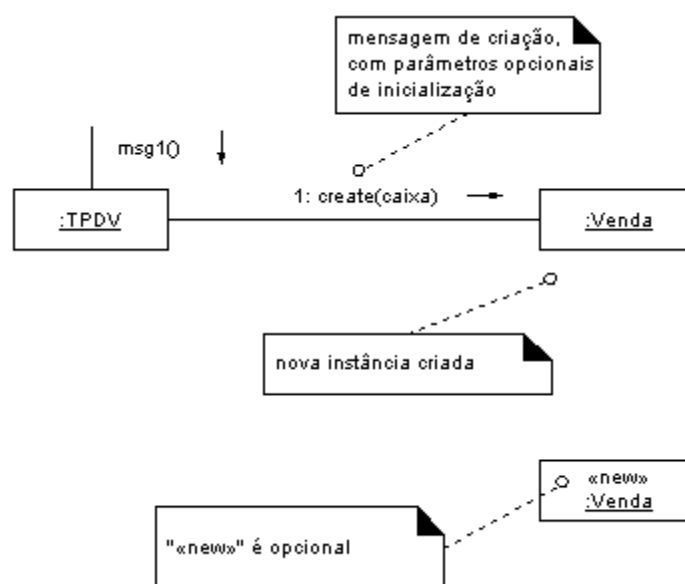 mensagem de criação,
com parâmetros opcionais
de inicialização
msg1()
1: create(caixa)
:TPDV
:Venda
nova instância criada
«new»
:Venda
"«new»" é opcional